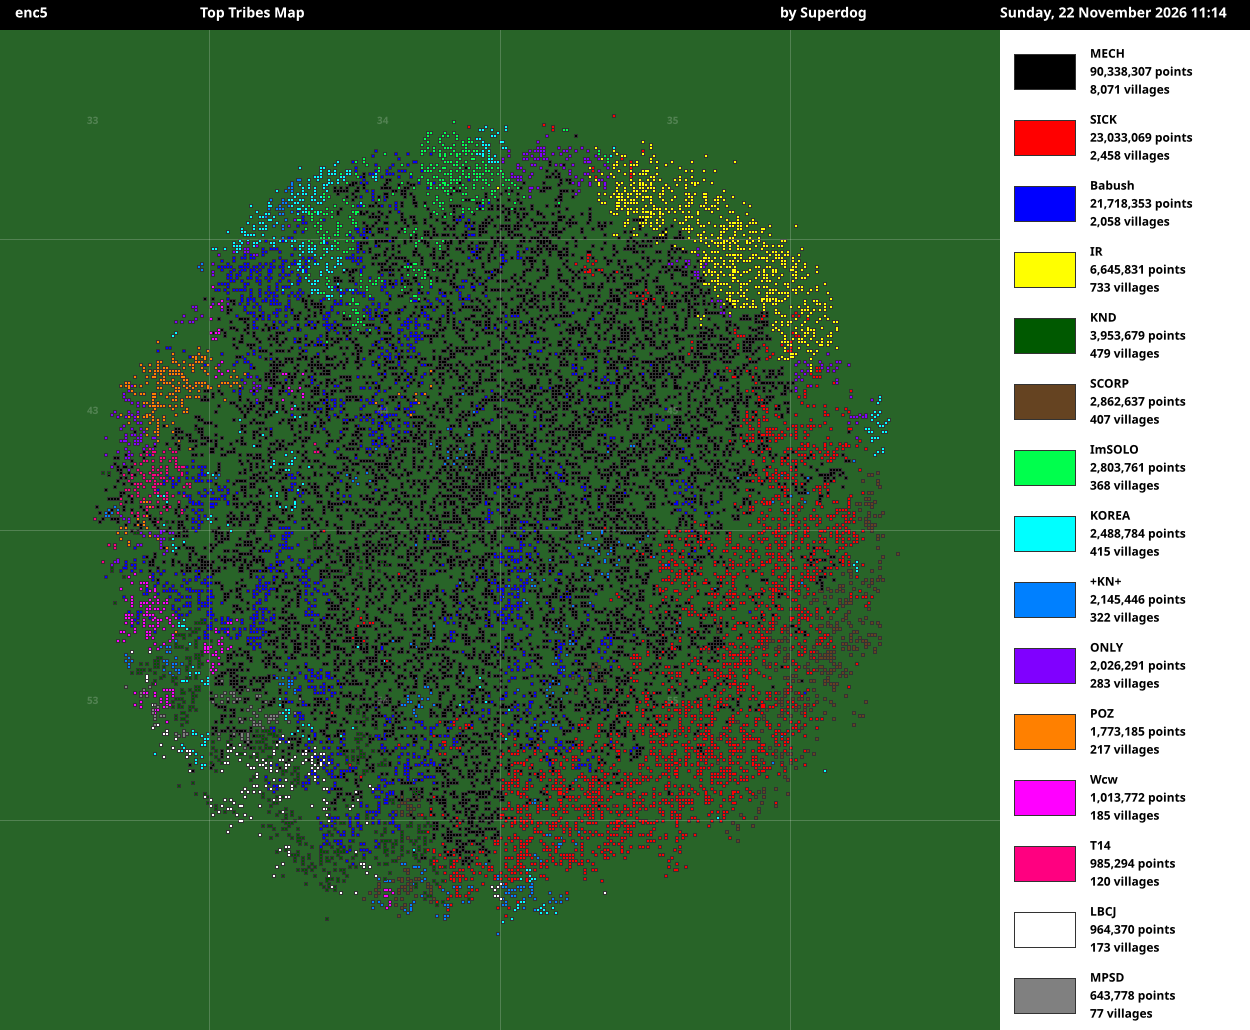 enc5 Top Tribes Map by Superdog Sunday, 22 November 2026 11:14
33 34 35
43
53
MECH
90,338,307 points
8,071 villages
SICK
23,033,069 points
2,458 villages
Babush
21,718,353 points
2,058 villages
IR
6,645,831 points
733 villages
KND
3,953,679 points
479 villages
SCORP
2,862,637 points
407 villages
ImSOLO
2,803,761 points
368 villages
KOREA
2,488,784 points
415 villages
+KN+
2,145,446 points
322 villages
ONLY
2,026,291 points
283 villages
POZ
1,773,185 points
217 villages
Wcw
1,013,772 points
185 villages
T14
985,294 points
120 villages
LBCJ
964,370 points
173 villages
MPSD
643,778 points
77 villages